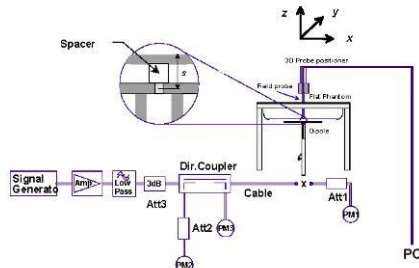 z
y
x
Spacer
s
3D Probe positioner
Field probe
Flat Phantom
Dipole
Signal
Generato
Amp
Low
Pass
3dB
Att3
Dir.Coupler
Cable
x
Att1
PM1
Att2
PM3
PM2
PC